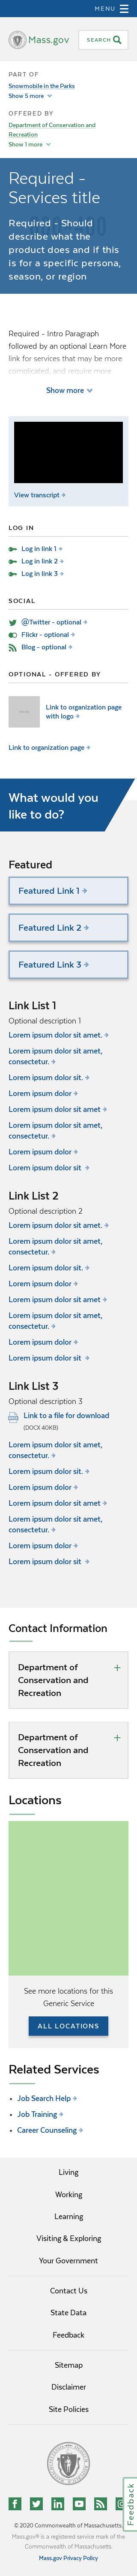 MENU
Mass.gov
SEARCH
PART OF
Snowmobile in the Parks
Show 5 more
OFFERED BY
Department of Conservation and
Recreation
Show 1 more
Required -
Services title
Required - Should
describe what the
product does and if this
is for a specific person,
season, or region
Required - Intro Paragraph
followed by an optional Learn More
link for services that may be more
complicated, and require more
Show more
View transcript
LOG IN
Log in link 1
Log in link 2
Log in link 3
SOCIAL
@Twitter - optional
Flickr - optional
Blog - optional
OPTIONAL - OFFERED BY
Link to organization page
with logo
Link to organization page
What would you
like to do?
Featured
Featured Link 1
Featured Link 2
Featured Link 3
Link List 1
Optional description 1
Lorem ipsum dolor sit amet.
Lorem ipsum dolor sit amet,
consectetur.
Lorem ipsum dolor sit.
Lorem ipsum dolor
Lorem ipsum dolor sit amet
Lorem ipsum dolor sit amet,
consectetur.
Lorem ipsum dolor
Lorem ipsum dolor sit
Link List 2
Optional description 2
Lorem ipsum dolor sit amet.
Lorem ipsum dolor sit amet,
consectetur.
Lorem ipsum dolor sit.
Lorem ipsum dolor
Lorem ipsum dolor sit amet
Lorem ipsum dolor sit amet,
consectetur.
Lorem ipsum dolor
Lorem ipsum dolor sit
Link List 3
Optional description 3
Link to a file for download
(DOCX 40KB)
Lorem ipsum dolor sit amet,
consectetur.
Lorem ipsum dolor sit.
Lorem ipsum dolor
Lorem ipsum dolor sit amet
Lorem ipsum dolor sit amet,
consectetur.
Lorem ipsum dolor
Lorem ipsum dolor sit
Contact Information
Department of
Conservation and
Recreation
Department of
Conservation and
Recreation
Locations
See more locations for this
Generic Service
ALL LOCATIONS
Related Services
Job Search Help
Job Training
Career Counseling
Living
Working
Learning
Visiting & Exploring
Your Government
Contact Us
State Data
Feedback
Sitemap
Disclaimer
Site Policies
Feedback
© 2020 Commonwealth of Massachusetts.
Mass.gov® is a registered service mark of the
Commonwealth of Massachusetts.
Mass.gov Privacy Policy